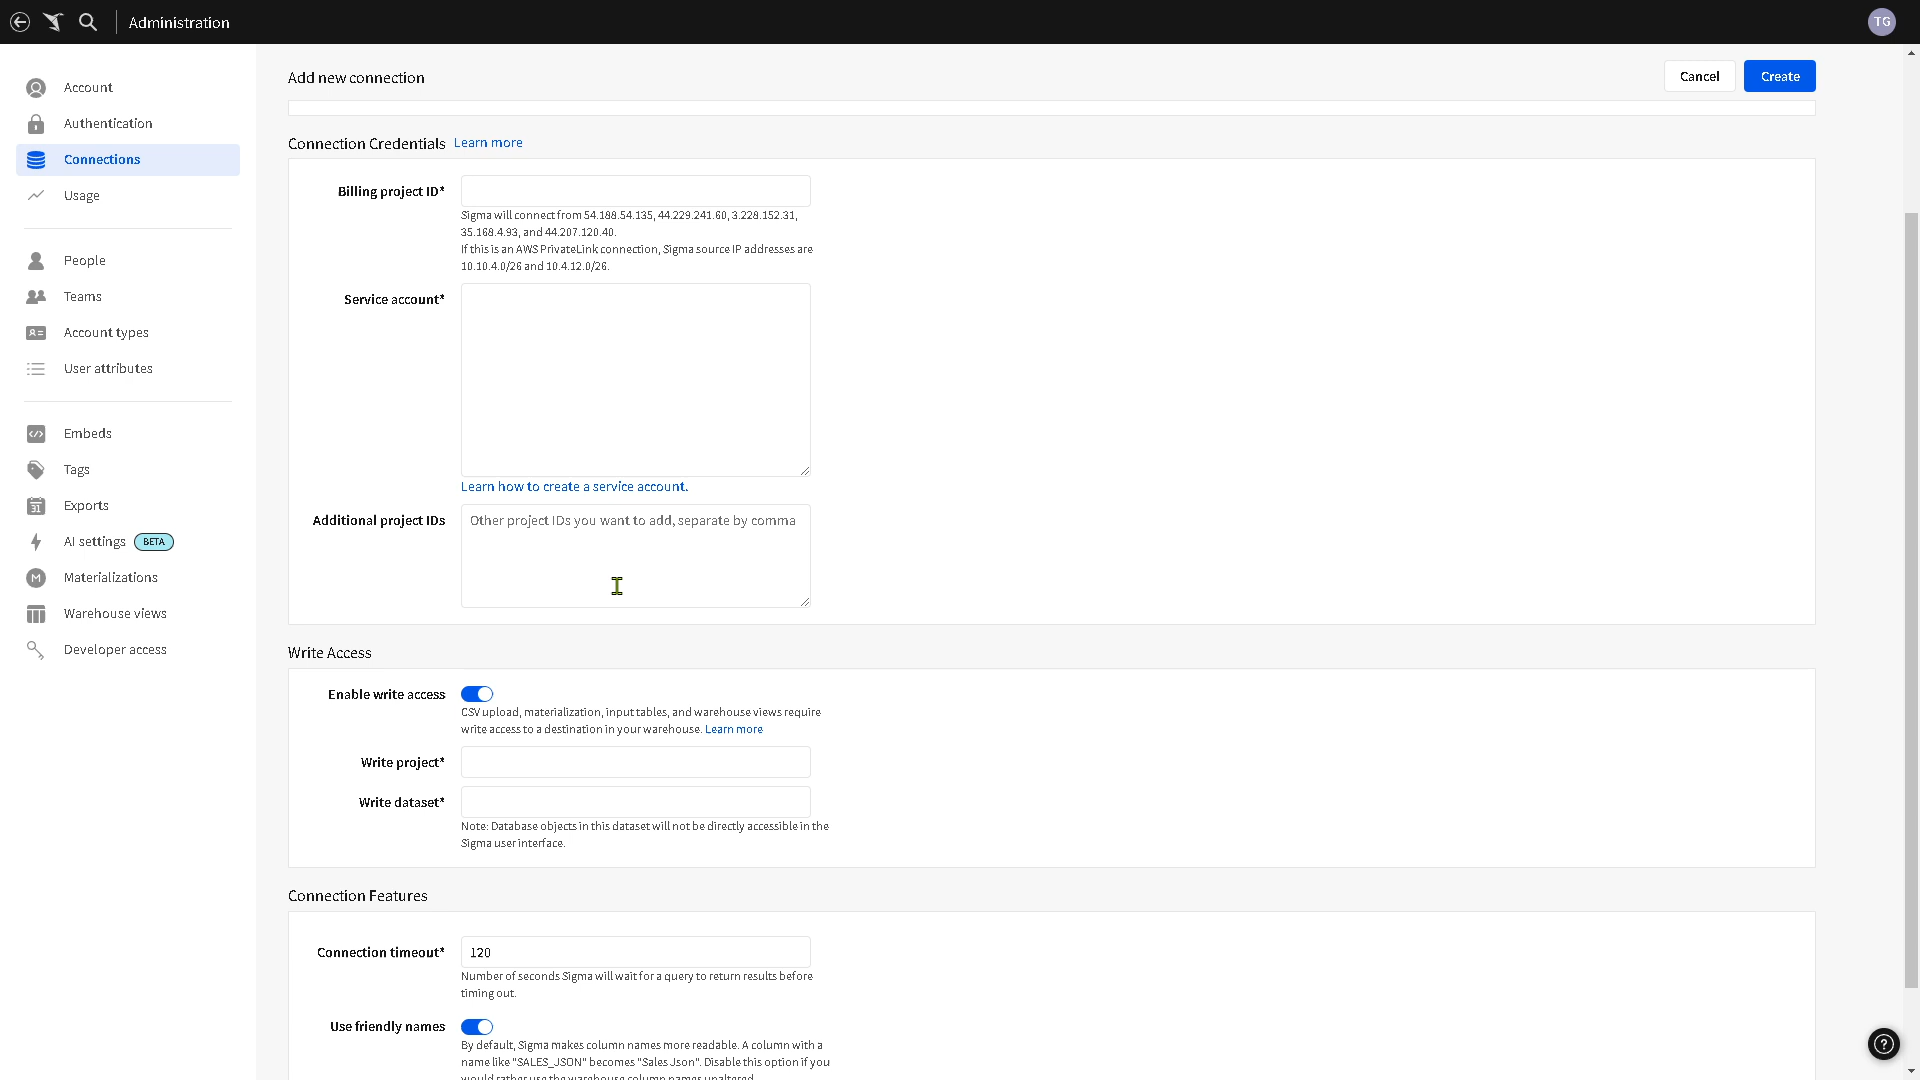 Administration
TG
Account
Authentication
Connections
Usage
People
Teams
Account types
User attributes
Embeds
Tags
31
Exports
AI settings BETA
M
Materializations
Warehouse views
Developer access
Add new connection
Cancel
Create
Connection Credentials Learn more
Billing project ID*
Sigma will connect from 54.188.54.135, 44.229.241.60, 3.228.152.31,
35.168.4.93, and 44.207.120.40.
If this is an AWS PrivateLink connection, Sigma source IP addresses are
10.10.4.0/26 and 10.4.12.0/26.
Service account*
Learn how to create a service account.
Additional project IDs
Other project IDs you want to add, separate by comma
Write Access
Enable write access
CSV upload, materialization, input tables, and warehouse views require
write access to a destination in your warehouse. Learn more
Write project*
Write dataset*
Note: Database objects in this dataset will not be directly accessible in the
Sigma user interface.
Connection Features
Connection timeout* 120
Number of seconds Sigma will wait for a query to return results before
timing out.
Use friendly names
By default, Sigma makes column names more readable. A column with a
name like "SALES_JSON" becomes "Sales Json". Disable this option if you
would rather use the warehouse column names unaltered.